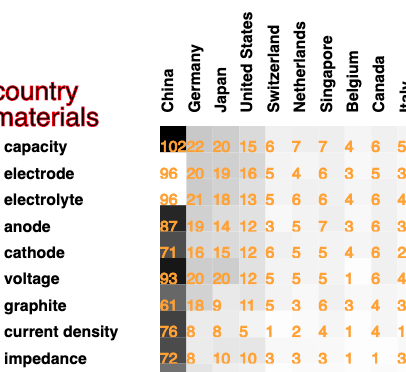 China Germany Japan United States Switzerland Netherlands Singapore Belgium Canada
country
materials
capacity 102 22 20 15 6 7 7 4 6 5
electrode 96 20 19 16 5 4 6 3 5 3
electrolyte 96 21 18 13 5 6 6 4 6 4
anode 87 19 14 12 3 5 7 3 6 3
cathode 71 16 15 12 6 5 5 4 6 2
voltage 93 20 20 12 5 5 5 1 6 4
graphite 61 18 9 11 5 3 6 3 4 3
current density 76 8 8 5 1 2 4 1 4 1
impedance 72 8 10 10 3 3 3 1 1 3